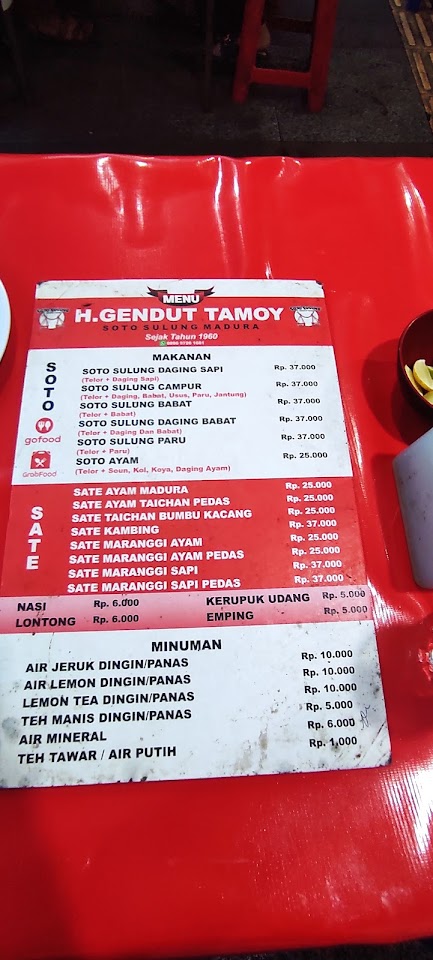 MENU
H.GENDUT TAMOY
SOTO SULUNG MADURA
Sejak Tahun 1960
MAKANAN
SOTO
SOTO SULUNG DAGING SAPI Rp. 37.000
(Telor + Daging Sapi)
SOTO SULUNG CAMPUR Rp. 37.000
(Telor + Daging, Babat, Usus, Paru, Jantung)
SOTO SULUNG BABAT Rp. 37.000
(Telor + Babat)
SOTO SULUNG DAGING BABAT Rp. 37.000
(Telor + Daging Dan Babat)
SOTO SULUNG PARU Rp. 37.000
(Telor + Paru)
SOTO AYAM Rp. 25.000
(Telor + Soun, Kol, Koya, Daging Ayam)
gofood
GrabFood
SATE
SATE AYAM MADURA Rp. 25.000
SATE AYAM TAICHAN PEDAS Rp. 25.000
SATE TAICHAN BUMBU KACANG Rp. 25.000
SATE KAMBING Rp. 37.000
SATE MARANGGI AYAM Rp. 25.000
SATE MARANGGI AYAM PEDAS Rp. 25.000
SATE MARANGGI SAPI Rp. 37.000
SATE MARANGGI SAPI PEDAS Rp. 37.000
NASI Rp. 6.000 KERUPUK UDANG Rp. 5.000
LONTONG Rp. 6.000 EMPING Rp. 5.000
MINUMAN
AIR JERUK DINGIN/PANAS Rp. 10.000
AIR LEMON DINGIN/PANAS Rp. 10.000
LEMON TEA DINGIN/PANAS Rp. 10.000
TEH MANIS DINGIN/PANAS Rp. 5.000
AIR MINERAL Rp. 6.000
TEH TAWAR / AIR PUTIH Rp. 1.000